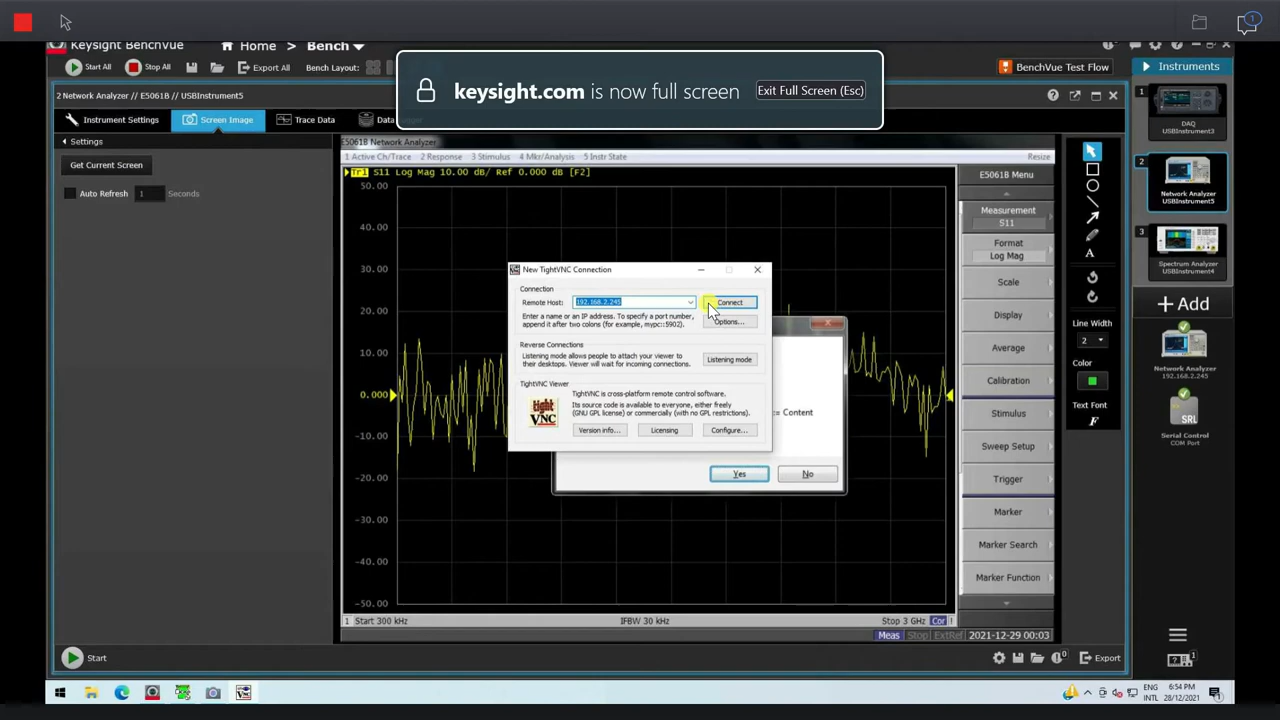 Keysight BenchVue
Home > Bench
Start All Stop All Export All Bench Layout:
keysight.com is now full screen Exit Full Screen (Esc)
BenchVue Test Flow
Instruments
2 Network Analyzer // E5061B // USBInstrument5
Instrument Settings Screen Image Trace Data
Settings
Get Current Screen
Auto Refresh 1 Seconds
E5061B Network Analyzer
1 Active Ch/Trace 2 Response 3 Stimulus 4 Mkr/Analysis 5 Instr State Resize
Tr1 S11 Log Mag 10.00 dB/ Ref 0.000 dB [F2]
50.00
40.00
30.00
20.00
10.00
0.000
-10.00
-20.00
-30.00
-40.00
-50.00
New TightVNC Connection
Connection
Remote Host: 192.168.2.245 Connect
Enter a name or an IP address. To specify a port number,
append it after two colons (for example, mypc::5902).
Options...
Reverse Connections
Listening mode allows people to attach your viewer to
their desktops. Viewer will wait for incoming connections.
Listening mode
TightVNC Viewer
TightVNC is cross-platform remote control software.
Its source code is available to everyone, either freely
(GNU GPL license) or commercially (with no GPL restrictions).
tight
VNC
Version info... Licensing Configure...
Content
Yes No
E5061B Menu
Measurement
S11
Format
Log Mag
Scale
Display
Average
Calibration
Stimulus
Sweep Setup
Trigger
Marker
Marker Search
Marker Function
1 Start 300 kHz IFBW 30 kHz Stop 3 GHz Cor !
Meas Stop ExtRef 2021-12-29 00:03
Line Width
2
Color
Text Font
F
A
1
DAQ
USBInstrument3
2
Network Analyzer
USBInstrument5
3
Spectrum Analyzer
USBInstrument4
+ Add
Network Analyzer
192.168.2.245
SRL
Serial Control
COM Port
Start
Export
ENG
INTL
6:54 PM
28/12/2021